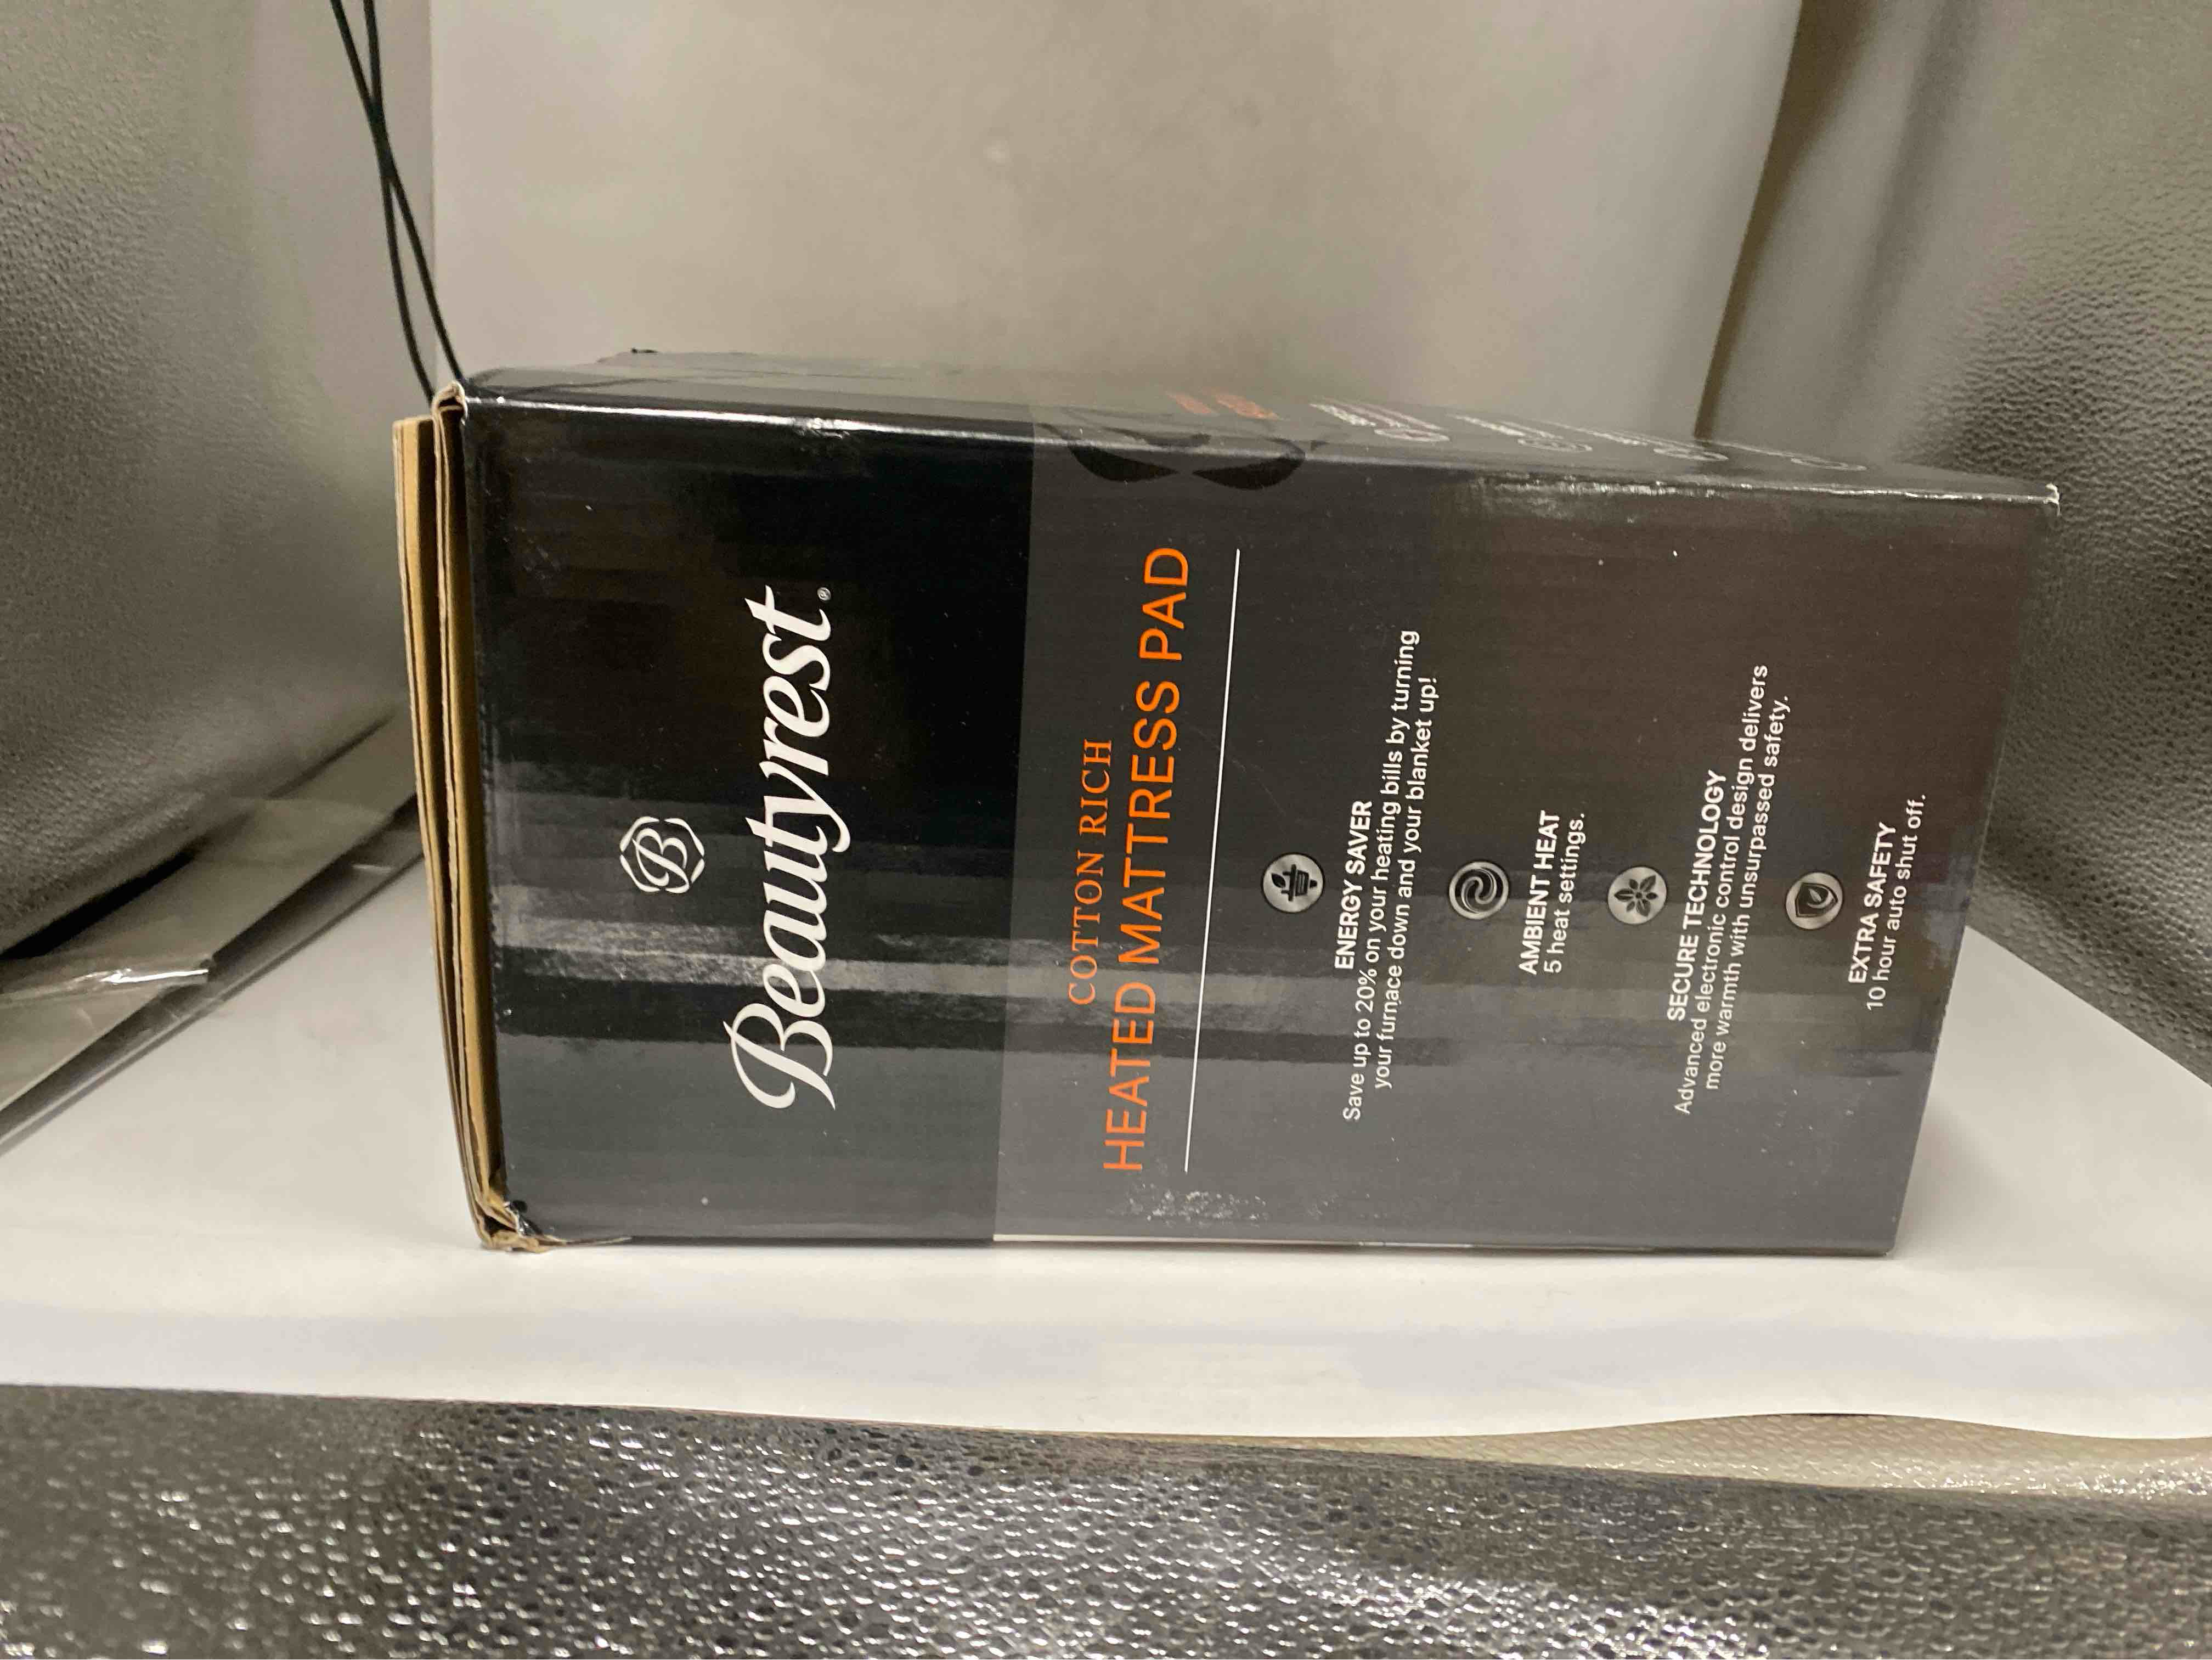 B
Beautyrest®
COTTON RICH
HEATED MATTRESS PAD
ENERGY SAVER
Save up to 20% on your heating bills by turning
your furnace down and your blanket up!
AMBIENT HEAT
5 heat settings.
SECURE TECHNOLOGY
Advanced electronic control design delivers
more warmth with unsurpassed safety.
EXTRA SAFETY
10 hour auto shut off.